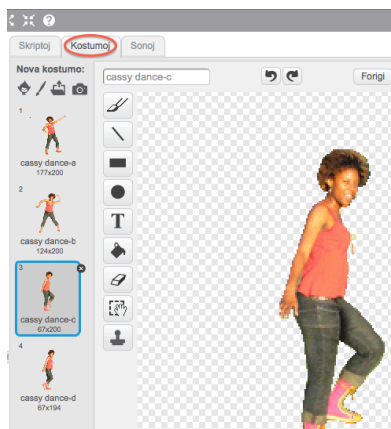 Skriptoj Kostumoj Sonoj
Nova kostumo:
cassy dance-c
Forigi
1
cassy dance-a
177x200
2
cassy dance-b
124x200
3
cassy dance-c
67x200
4
cassy dance-d
67x194
T